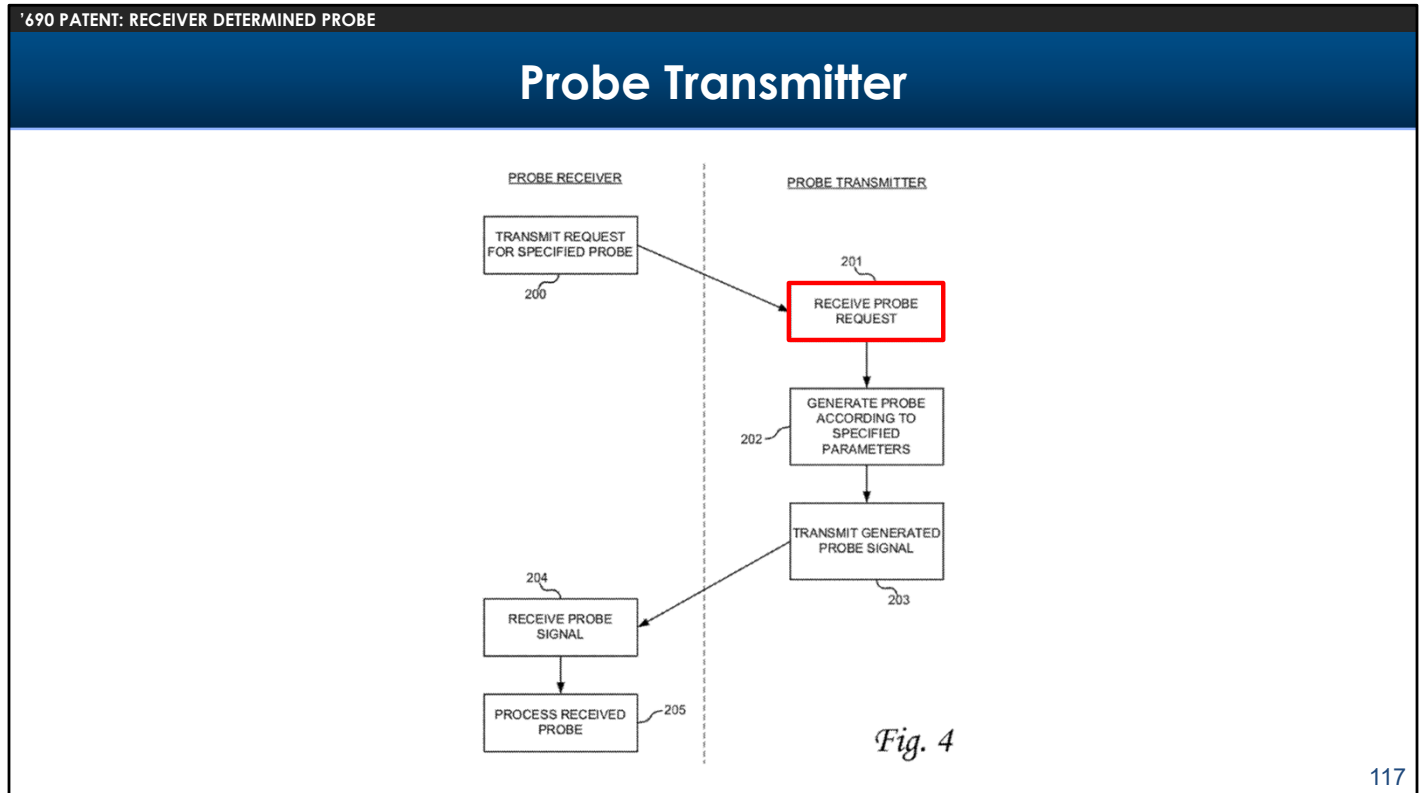 '690 PATENT: RECEIVER DETERMINED PROBE
Probe Transmitter
PROBE RECEIVER
PROBE TRANSMITTER
TRANSMIT REQUEST
FOR SPECIFIED PROBE
200
201
RECEIVE PROBE
REQUEST
GENERATE PROBE
ACCORDING TO
SPECIFIED
PARAMETERS
202
TRANSMIT GENERATED
PROBE SIGNAL
203
204
RECEIVE PROBE
SIGNAL
PROCESS RECEIVED
PROBE
205
Fig. 4
117